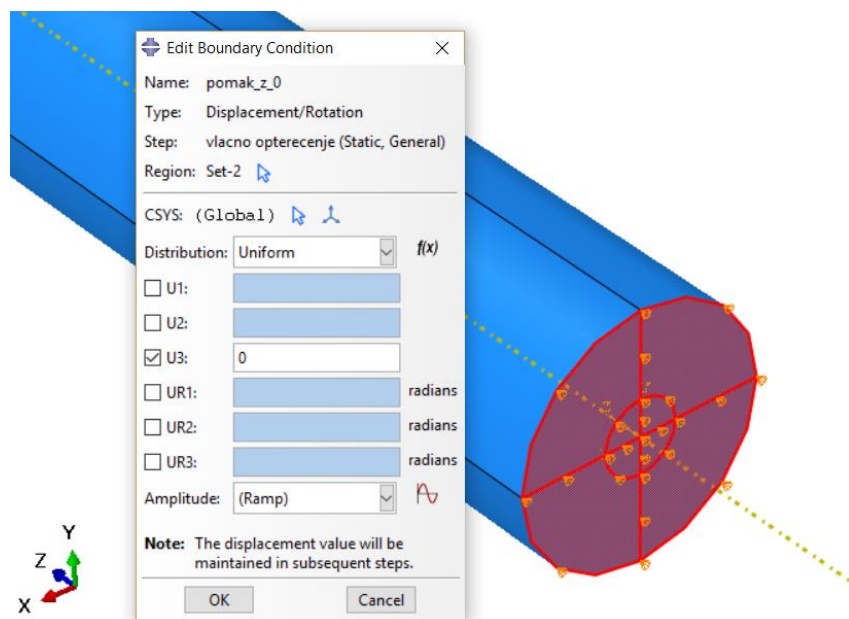 Edit Boundary Condition
Name: pomak_z_0
Type: Displacement/Rotation
Step: vlacno opterecenje (Static, General)
Region: Set-2
CSYS: (Global)
Distribution: Uniform f(x)
U1:
U2:
U3: 0
UR1: radians
UR2: radians
UR3: radians
Amplitude: (Ramp)
Note: The displacement value will be
maintained in subsequent steps.
OK Cancel
Y
Z
X